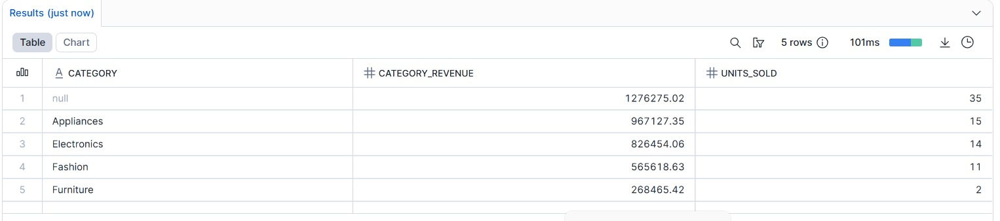 Results (just now)
Table Chart 5 rows 101ms
CATEGORY CATEGORY_REVENUE UNITS_SOLD
1 null 1276275.02 35
2 Appliances 967127.35 15
3 Electronics 826454.06 14
4 Fashion 565618.63 11
5 Furniture 268465.42 2